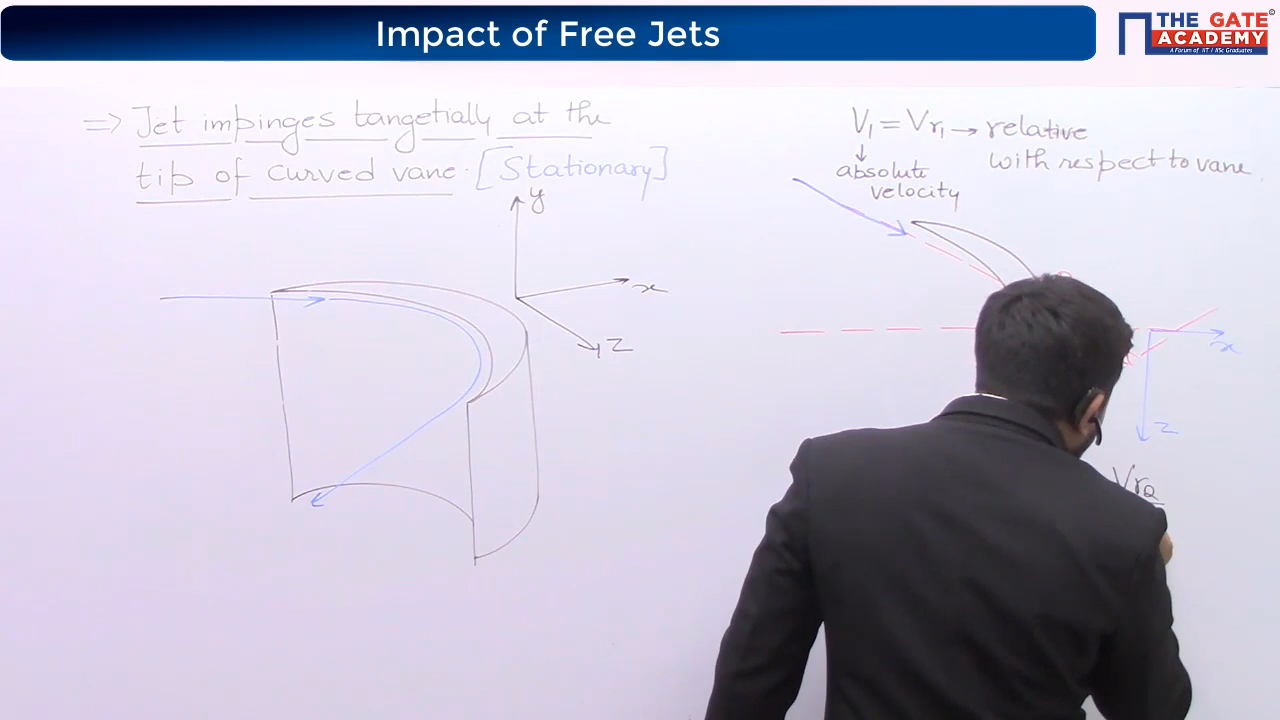 Impact of Free Jets
THE GATE
ACADEMY
A Forum of IIT / IISc Graduates
©
=> Jet impinges tangetially at the
tip of curved vane. [Stationary]
V₁ = Vr₁ → relative
with respect to vane
↓
absolute
velocity
y
x
z
x
z
Vr₂